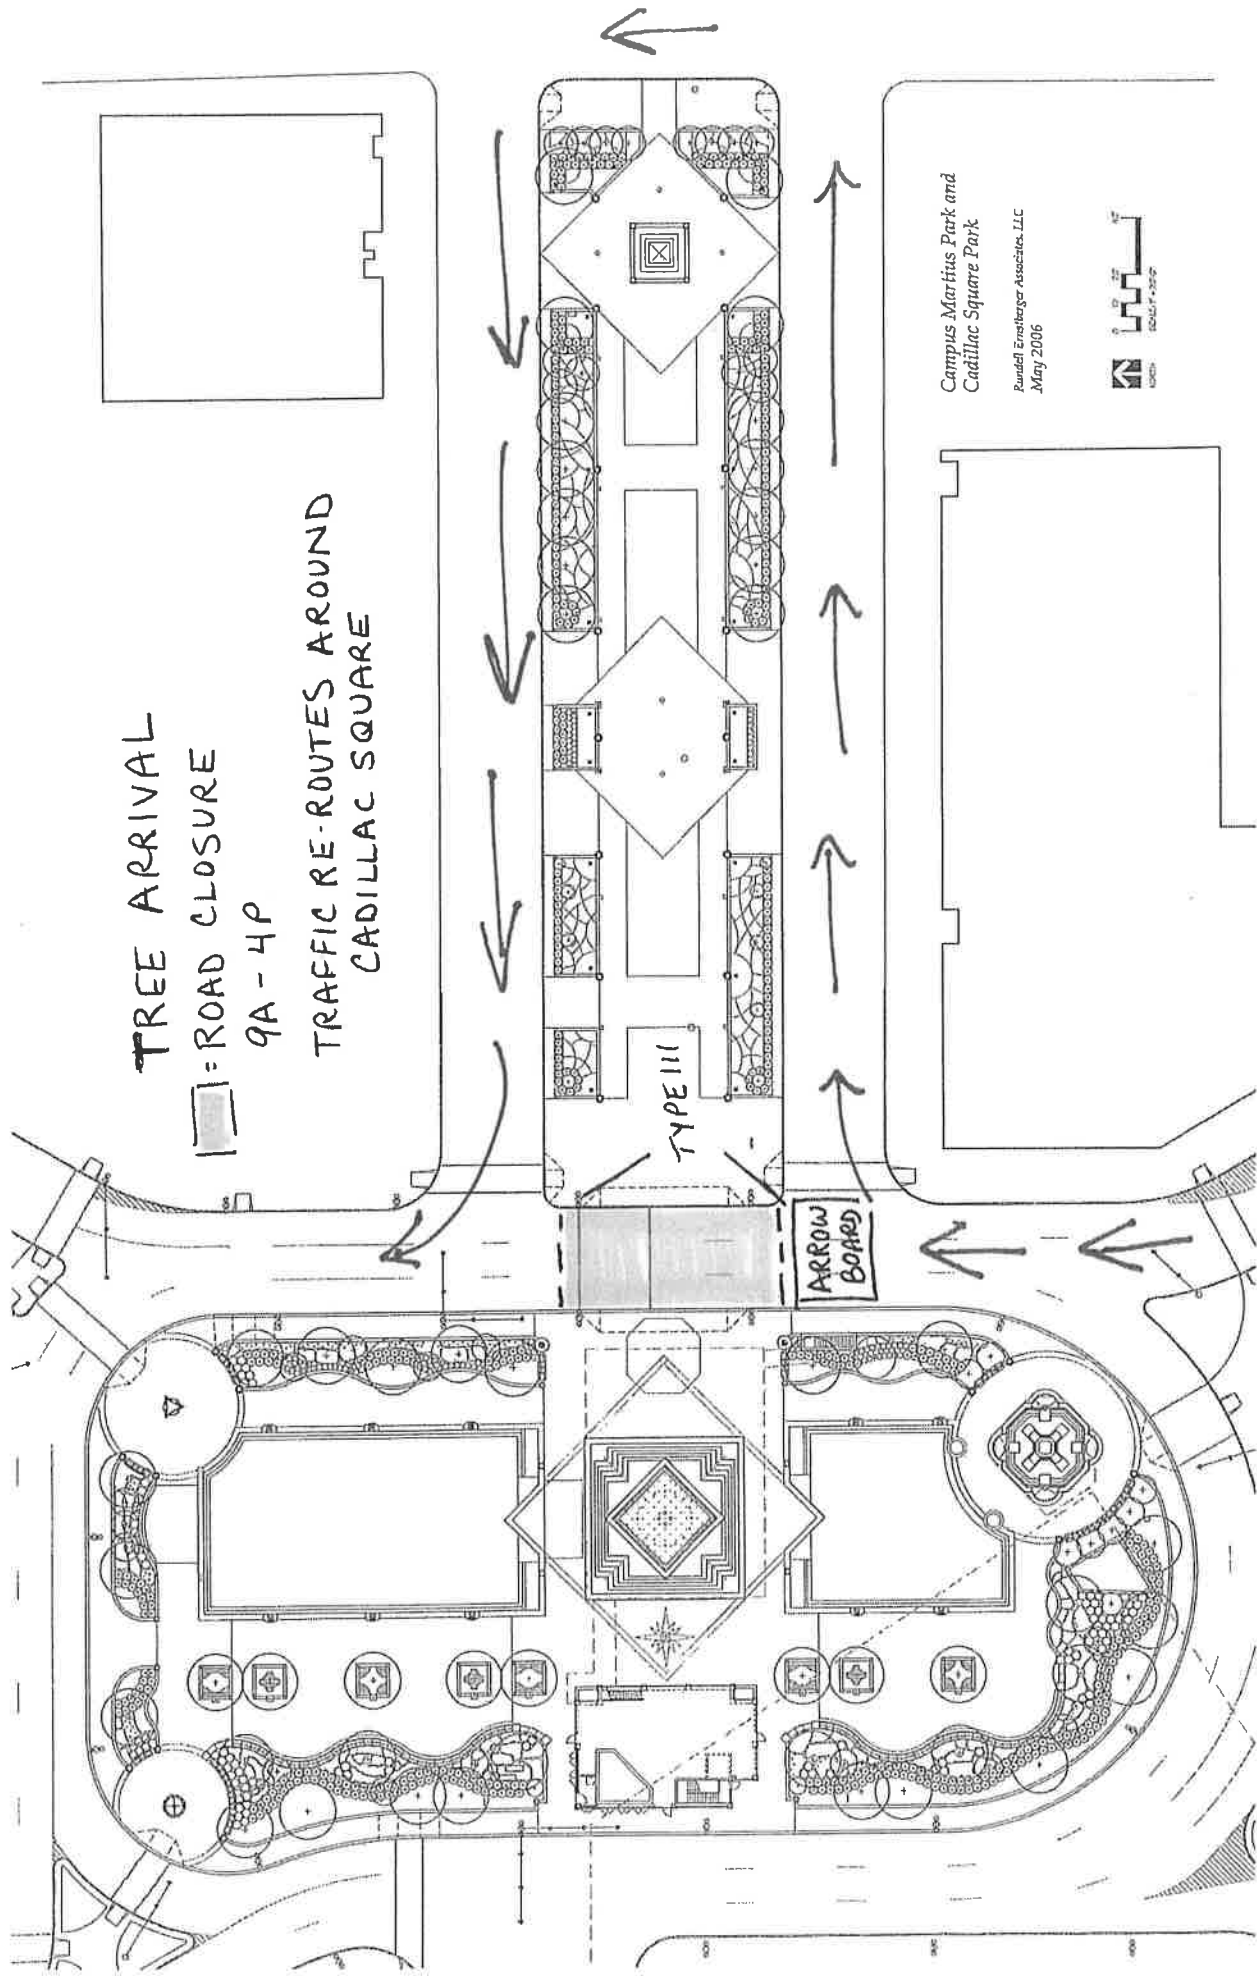 TREE ARRIVAL
= ROAD CLOSURE
9A - 4P
TRAFFIC RE-ROUTES AROUND
CADILLAC SQUARE
TYPE III
ARROW
BOARD
Campus Martius Park and
Cadillac Square Park
Rundell Ernstberger Associates, LLC
May 2006
NORTH